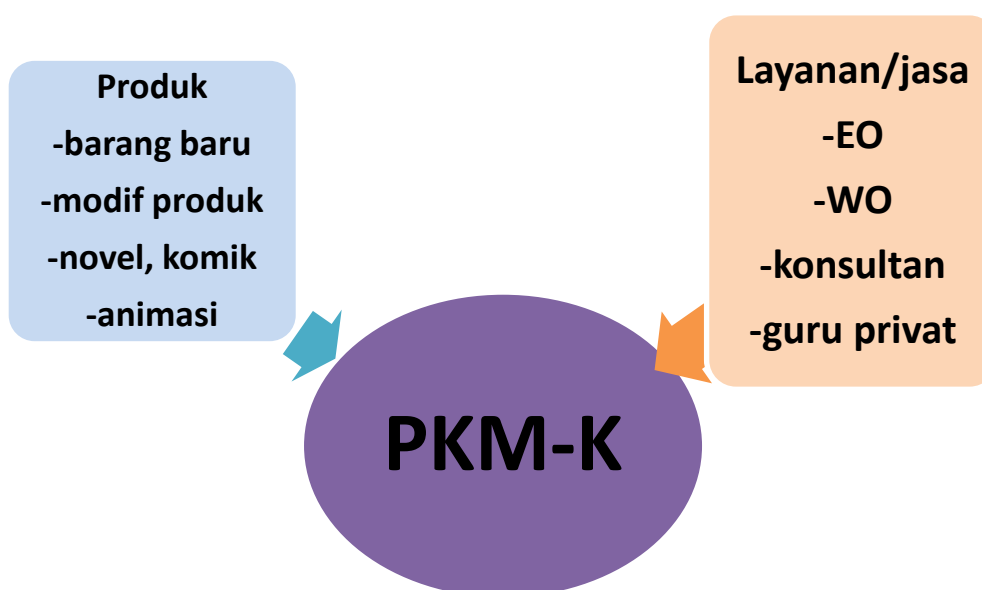 Produk
-barang baru
-modif produk
-novel, komik
-animasi
Layanan/jasa
-EO
-WO
-konsultan
-guru privat
PKM-K